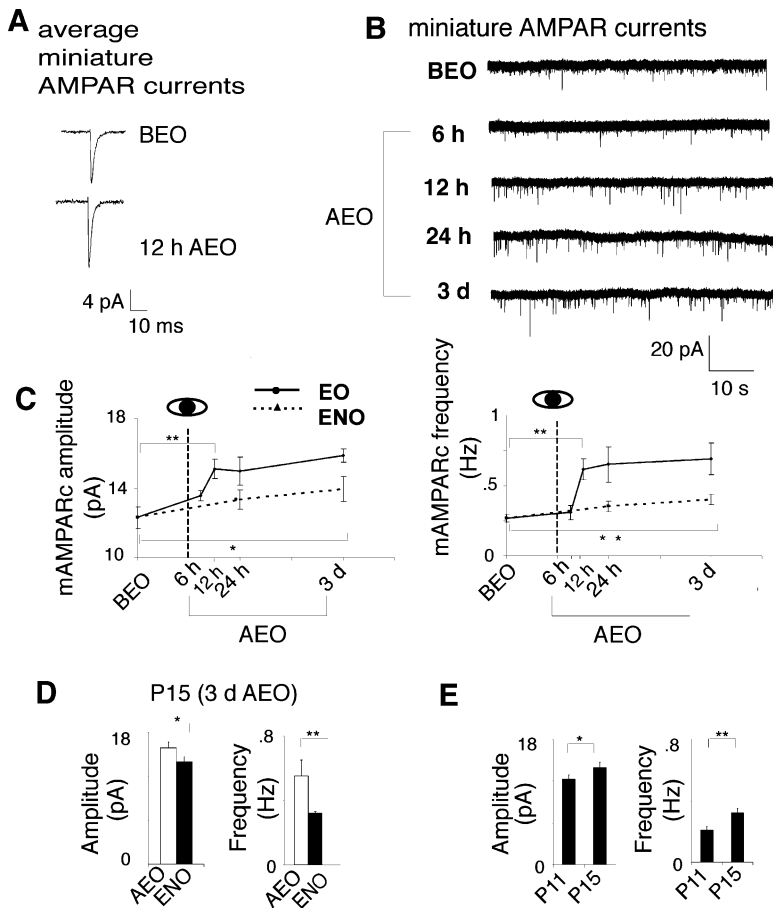 A
average
miniature
AMPAR currents
BEO
12 h AEO
4 pA
10 ms
B
miniature AMPAR currents
BEO
6 h
12 h
24 h
3 d
AEO
20 pA
10 s
C
EO
ENO
mAMPARc amplitude
(pA)
18
14
10
**
*
BEO
6 h
12 h
24 h
3 d
AEO
mAMPARc frequency
(Hz)
1
.5
0
**
* *
BEO
6 h
12 h
24 h
3 d
AEO
D
P15 (3 d AEO)
Amplitude
(pA)
18
0
*
AEO
ENO
Frequency
(Hz)
.8
0
**
AEO
ENO
E
Amplitude
(pA)
18
0
*
P11
P15
Frequency
(Hz)
.8
0
**
P11
P15